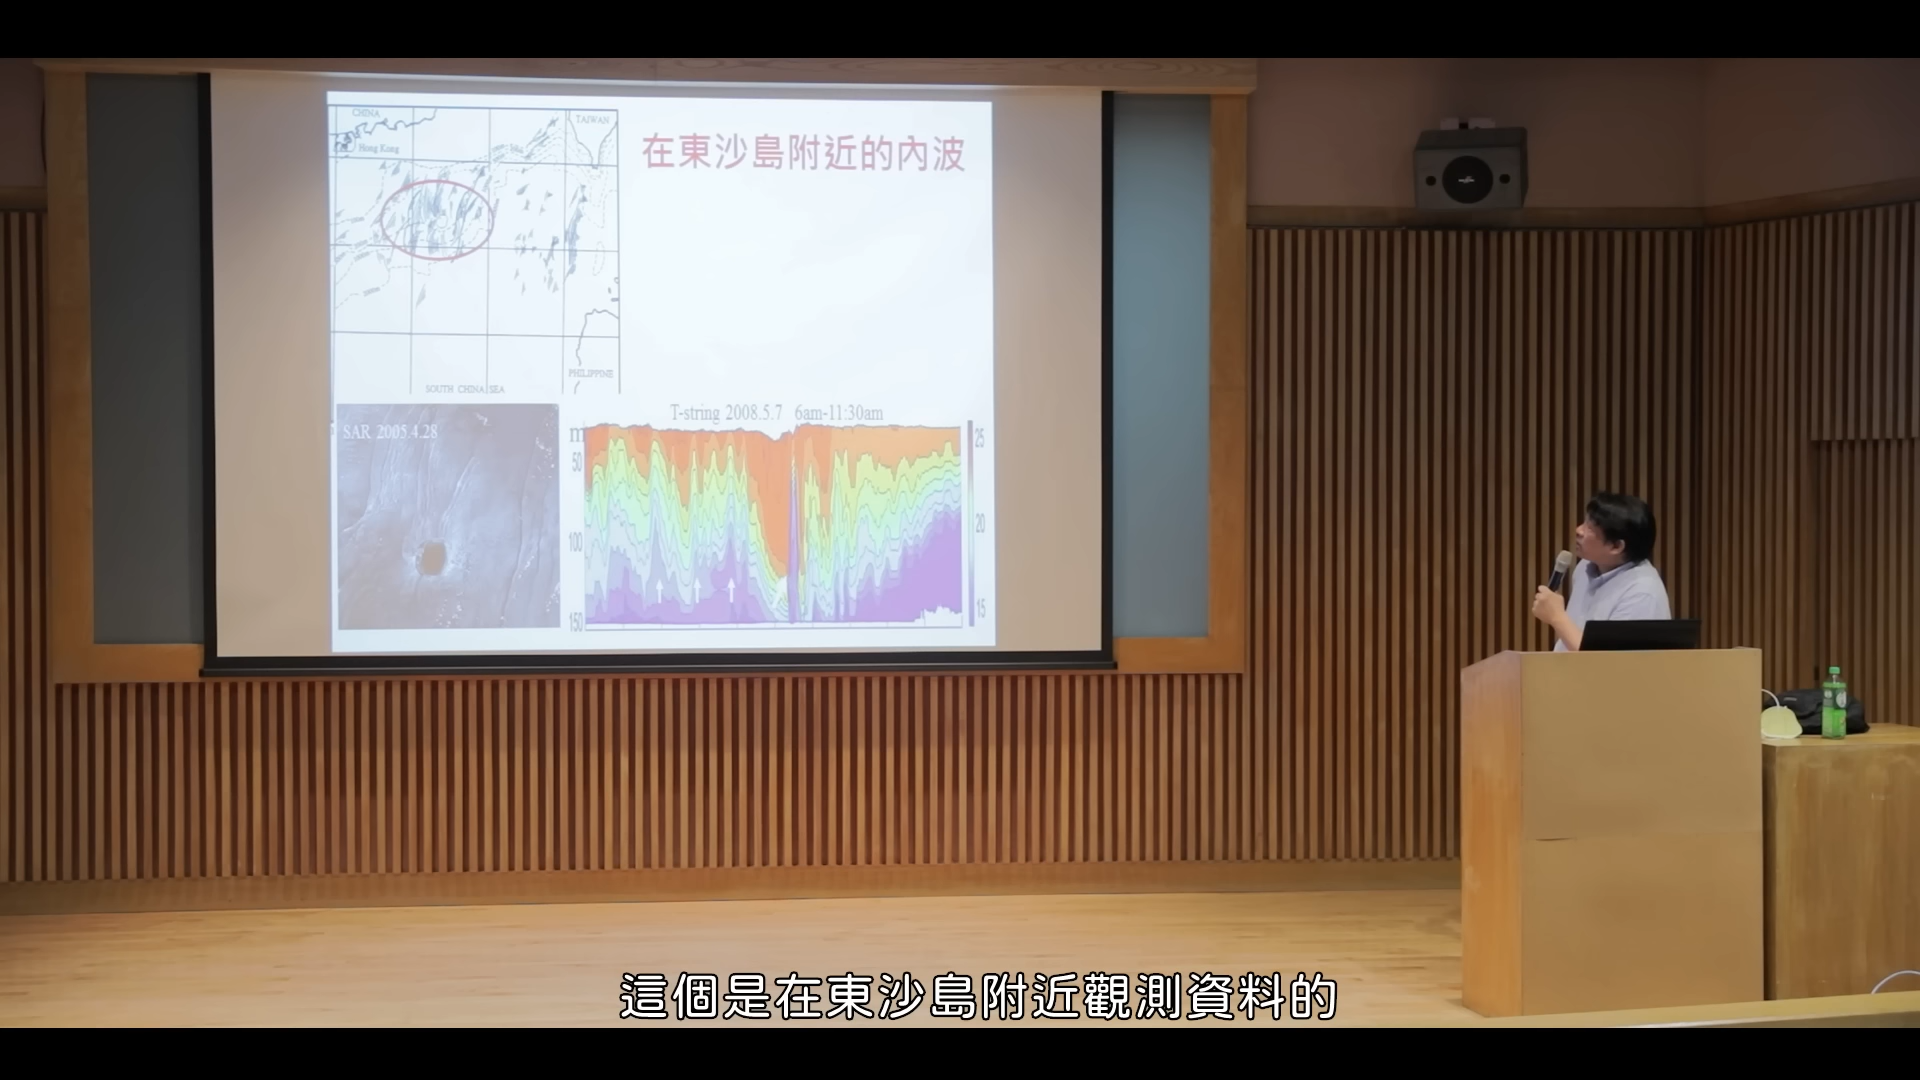 CHINA
Hong Kong
TAIWAN
PHILIPPINE
SOUTH CHINA SEA
在東沙島附近的內波
SAR 2005.4.28
T-string 2008.5.7 6am-11:30am
m
50
100
150
25
20
15
這個是在東沙島附近觀測資料的